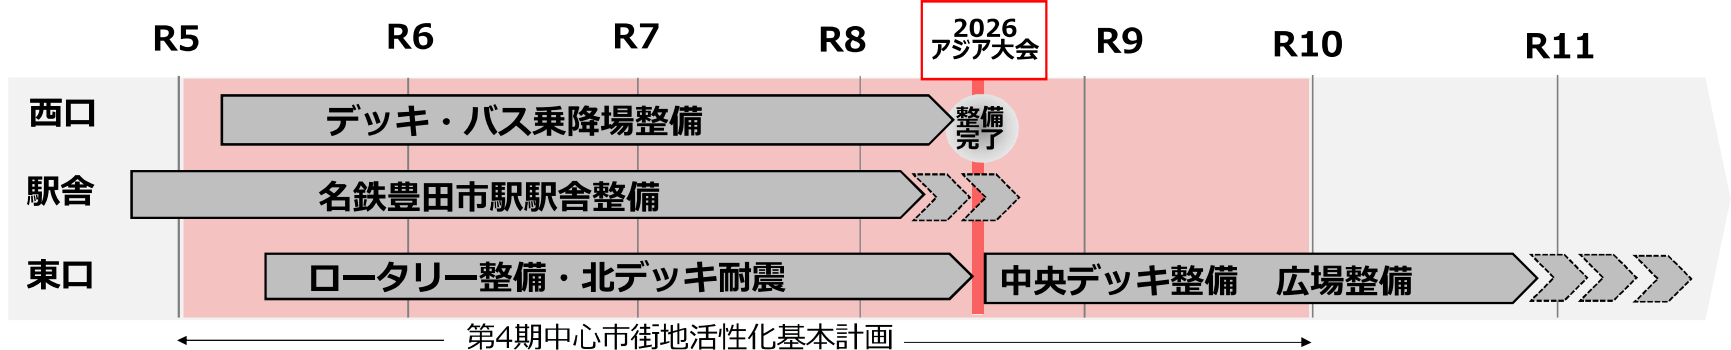 R5
R6
R7
R8
2026
アジア大会
R9
R10
R11
西口
デッキ・バス乗降場整備
整備
完了
駅舎
名鉄豊田市駅駅舎整備
東口
ロータリー整備・北デッキ耐震
中央デッキ整備　広場整備
第4期中心市街地活性化基本計画